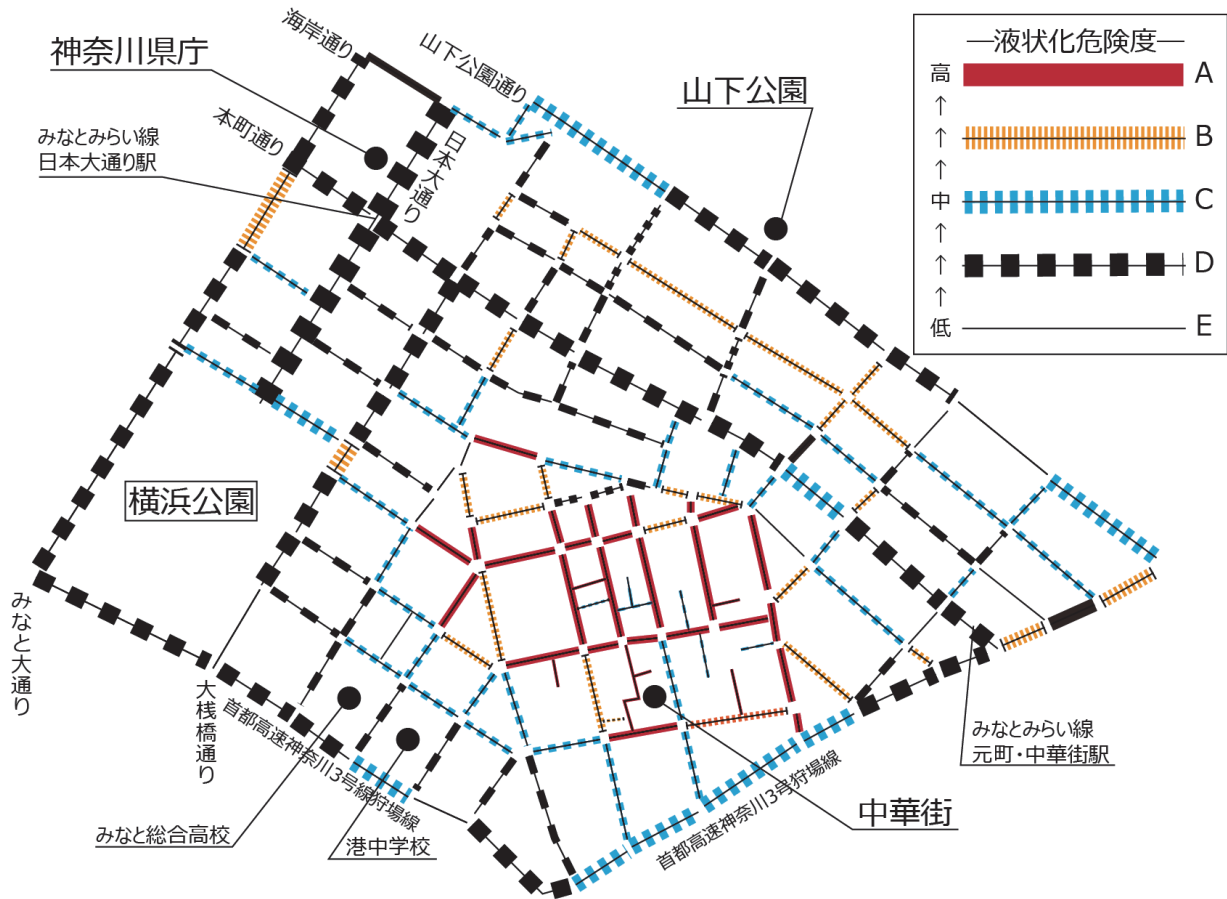 海岸通り
神奈川県庁
山下公園通り
山下公園
本町通り
みなとみらい線
日本大通り駅
日本大通り
液状化危険度
高
↑
↑
↑
中
↑
↑
↑
低
A
B
C
D
E
横浜公園
みなと大通り
大桟橋通り
首都高速神奈川3号線狩場線
みなと総合高校
港中学校
首都高速神奈川3号狩場線
中華街
みなとみらい線
元町・中華街駅